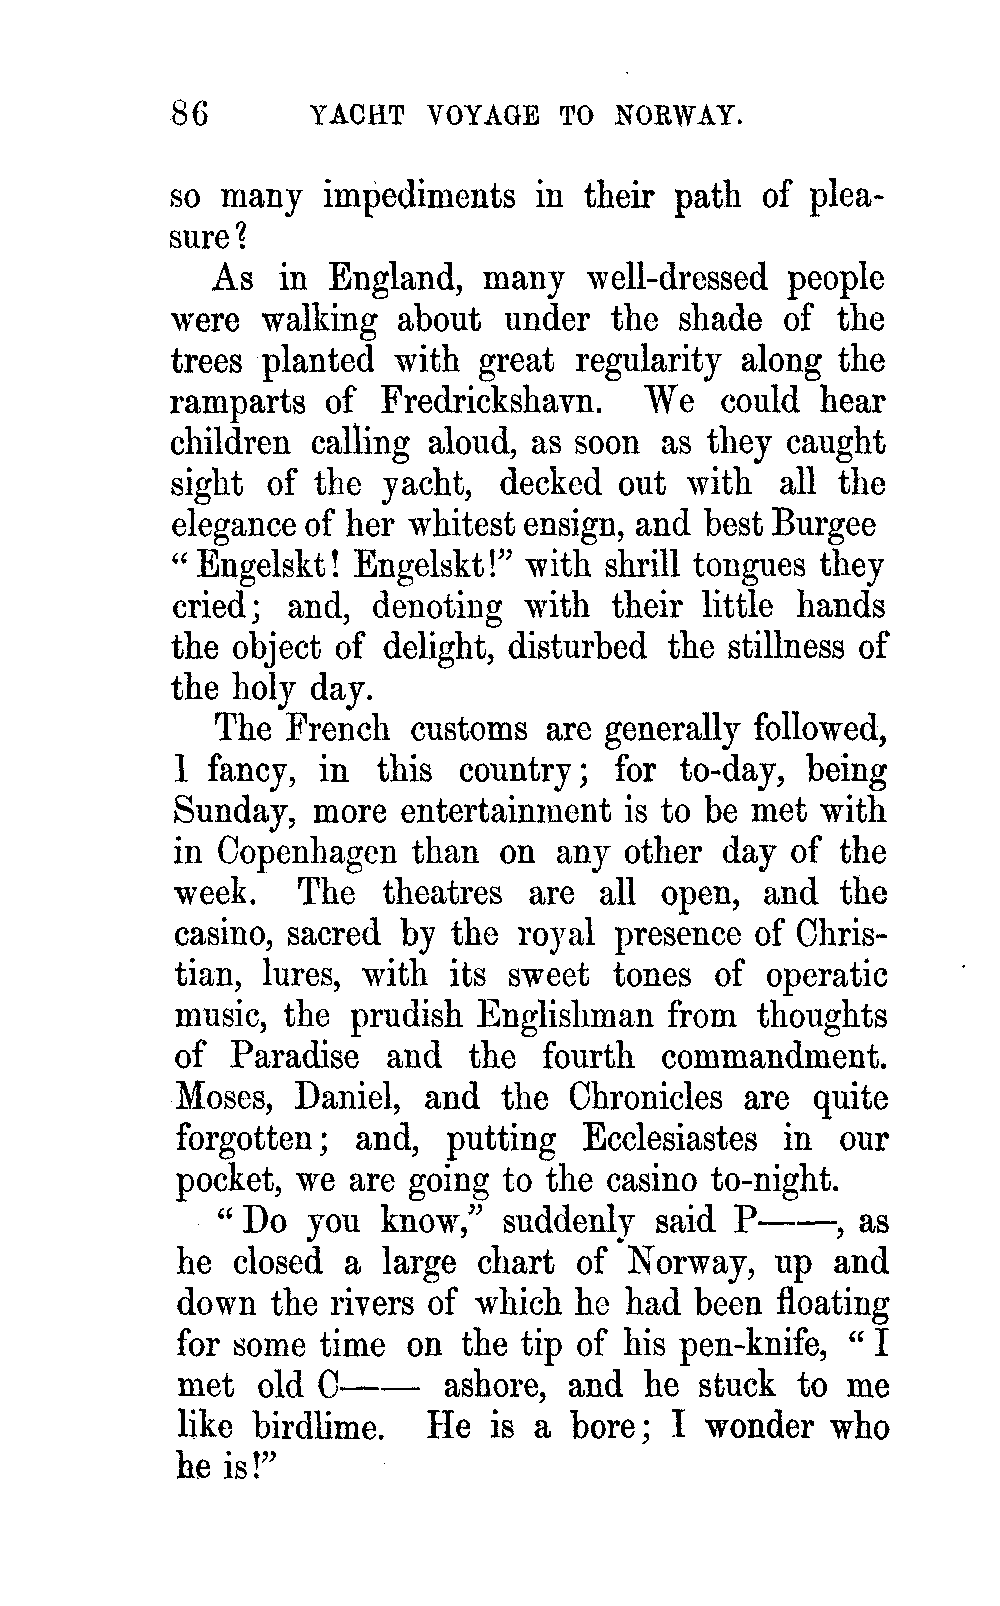 86 YACHT VOYAGE TO NORWAY.
so many impediments in their path of plea-
sure?
As in England, many well-dressed people
were walking about under the shade of the
trees planted with great regularity along the
ramparts of Fredrickshavn. We could hear
children calling aloud, as soon as they caught
sight of the yacht, decked out with all the
elegance of her whitest ensign, and best Burgee
“Engelskt! Engelskt!” with shrill tongues they
cried; and, denoting with their little hands
the object of delight, disturbed the stillness of
the holy day.
The French customs are generally followed,
I fancy, in this country; for to-day, being
Sunday, more entertainment is to be met with
in Copenhagen than on any other day of the
week. The theatres are all open, and the
casino, sacred by the royal presence of Chris-
tian, lures, with its sweet tones of operatic
music, the prudish Englishman from thoughts
of Paradise and the fourth commandment.
Moses, Daniel, and the Chronicles are quite
forgotten; and, putting Ecclesiastes in our
pocket, we are going to the casino to-night.
“Do you know,” suddenly said P——, as
he closed a large chart of Norway, up and
down the rivers of which he had been floating
for some time on the tip of his pen-knife, “I
met old C—— ashore, and he stuck to me
like birdlime. He is a bore; I wonder who
he is!”